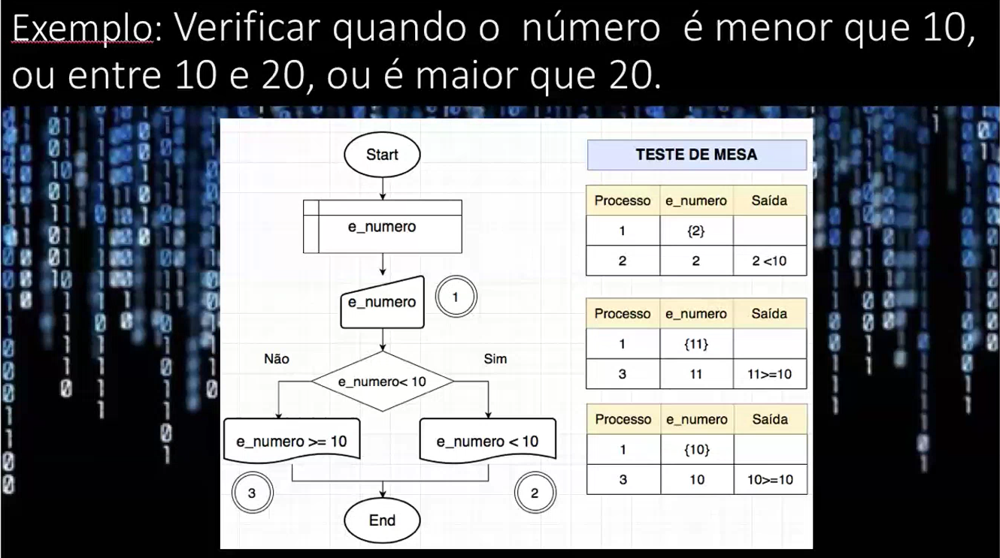 Exemplo: Verificar quando o número é menor que 10,
ou entre 10 e 20, ou é maior que 20.
Start
e_numero
e_numero
1
Não
Sim
e_numero< 10
e_numero >= 10
e_numero < 10
3
2
End
TESTE DE MESA
Processo e_numero Saída
1 {2}
2 2 2 <10
Processo e_numero Saída
1 {11}
3 11 11>=10
Processo e_numero Saída
1 {10}
3 10 10>=10